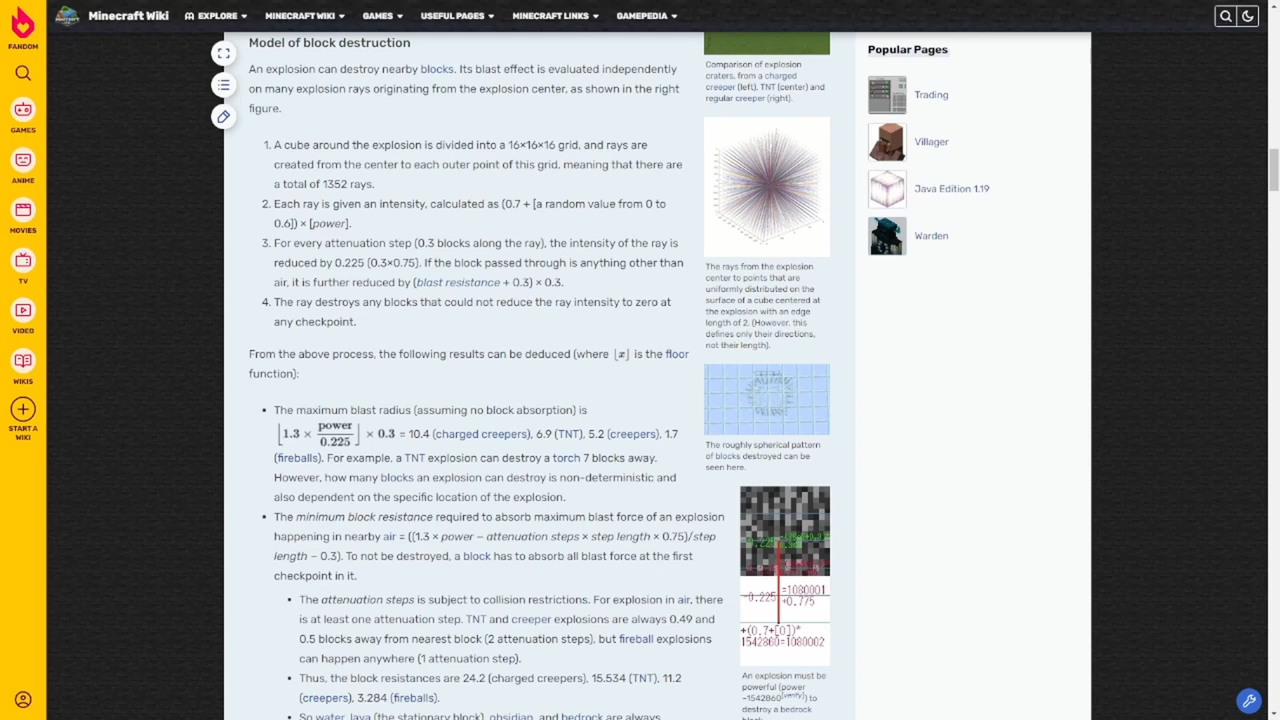 FANDOM
GAMES
ANIME
MOVIES
TV
VIDEO
WIKIS
START A
WIKI
Minecraft Wiki
EXPLORE
MINECRAFT WIKI
GAMES
USEFUL PAGES
MINECRAFT LINKS
GAMEPEDIA
Model of block destruction
An explosion can destroy nearby blocks. Its blast effect is evaluated independently
on many explosion rays originating from the explosion center, as shown in the right
figure.
1. A cube around the explosion is divided into a 16×16×16 grid, and rays are
created from the center to each outer point of this grid, meaning that there are
a total of 1352 rays.
2. Each ray is given an intensity, calculated as (0.7 + [a random value from 0 to
0.6]) × [power].
3. For every attenuation step (0.3 blocks along the ray), the intensity of the ray is
reduced by 0.225 (0.3×0.75). If the block passed through is anything other than
air, it is further reduced by (blast resistance + 0.3) × 0.3.
4. The ray destroys any blocks that could not reduce the ray intensity to zero at
any checkpoint.
From the above process, the following results can be deduced (where ⌊x⌋ is the floor
function):
• The maximum blast radius (assuming no block absorption) is
⌊1.3 × power/0.225⌋ × 0.3 = 10.4 (charged creepers), 6.9 (TNT), 5.2 (creepers), 1.7
(fireballs). For example, a TNT explosion can destroy a torch 7 blocks away.
However, how many blocks an explosion can destroy is non-deterministic and
also dependent on the specific location of the explosion.
• The minimum block resistance required to absorb maximum blast force of an explosion
happening in nearby air = ((1.3 × power − attenuation steps × step length × 0.75)/step
length − 0.3). To not be destroyed, a block has to absorb all blast force at the first
checkpoint in it.
• The attenuation steps is subject to collision restrictions. For explosion in air, there
is at least one attenuation step. TNT and creeper explosions are always 0.49 and
0.5 blocks away from nearest block (2 attenuation steps), but fireball explosions
can happen anywhere (1 attenuation step).
• Thus, the block resistances are 24.2 (charged creepers), 15.534 (TNT), 11.2
(creepers), 3.284 (fireballs).
• So water, lava (the stationary block), obsidian, and bedrock are always
Comparison of explosion
craters, from a charged
creeper (left), TNT (center) and
regular creeper (right).
The rays from the explosion
center to points that are
uniformly distributed on the
surface of a cube centered at
the explosion with an edge
length of 2. (However, this
defines only their directions,
not their length).
The roughly spherical pattern
of blocks destroyed can be
seen here.
-0.225
=1080001
+0.775
+(0.7+[0])*
1542860=1080002
An explosion must be
powerful (power
~1542860[verify]) to
destroy a bedrock
Popular Pages
Trading
Villager
Java Edition 1.19
Warden